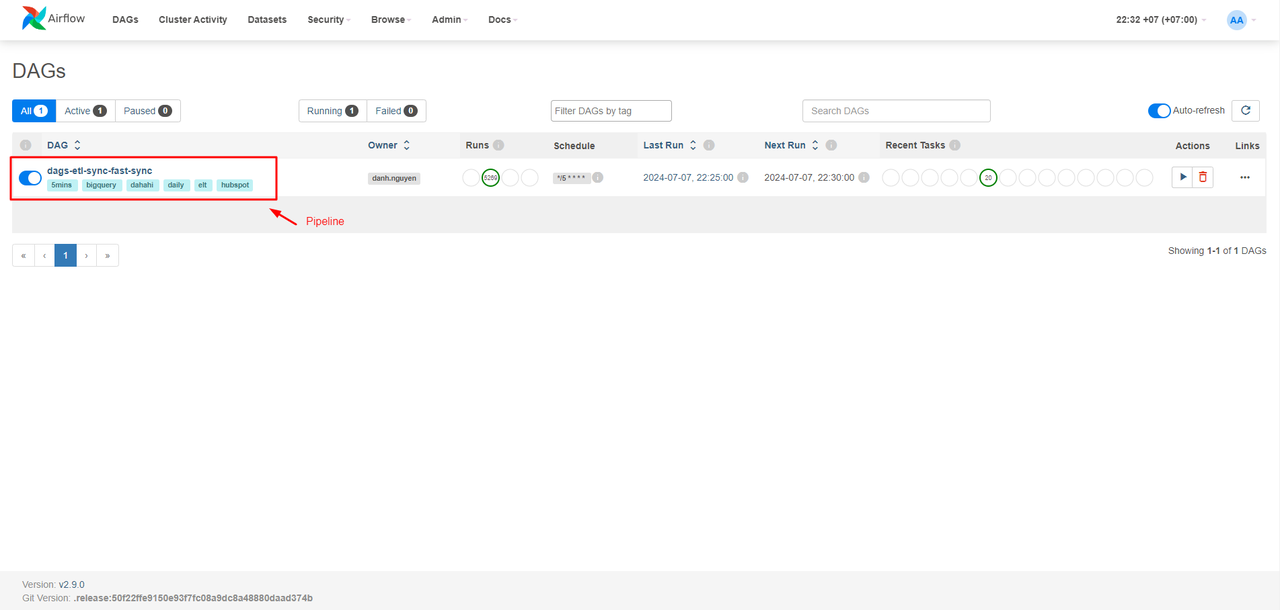 Airflow DAGs Cluster Activity Datasets Security Browse Admin Docs 22:32 +07 (+07:00) AA
DAGs
All 1 Active 1 Paused 0 Running 1 Failed 0 Filter DAGs by tag Search DAGs Auto-refresh
DAG Owner Runs Schedule Last Run Next Run Recent Tasks Actions Links
dags-etl-sync-fast-sync
5mins bigquery dahahi daily elt hubspot danh.nguyen */5 * * * * 2024-07-07, 22:25:00 2024-07-07, 22:30:00 20
Pipeline
« ‹ 1 › » Showing 1-1 of 1 DAGs
Version: v2.9.0
Git Version: .release:50f22ffe9150e93f7fc08a9dc8a48880daad374b